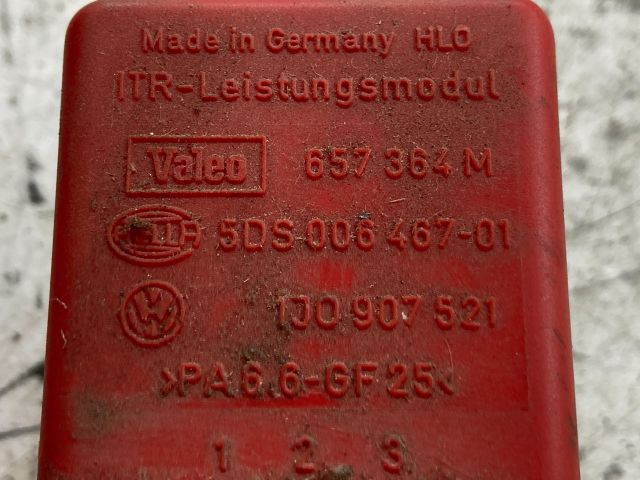 Made in Germany HLO
ITR-Leistungsmodul
Valeo 657 364 M
HELLA 5DS 006 467-01
VW 1J0 907 521
>PA 6.6-GF 25<
1 2 3